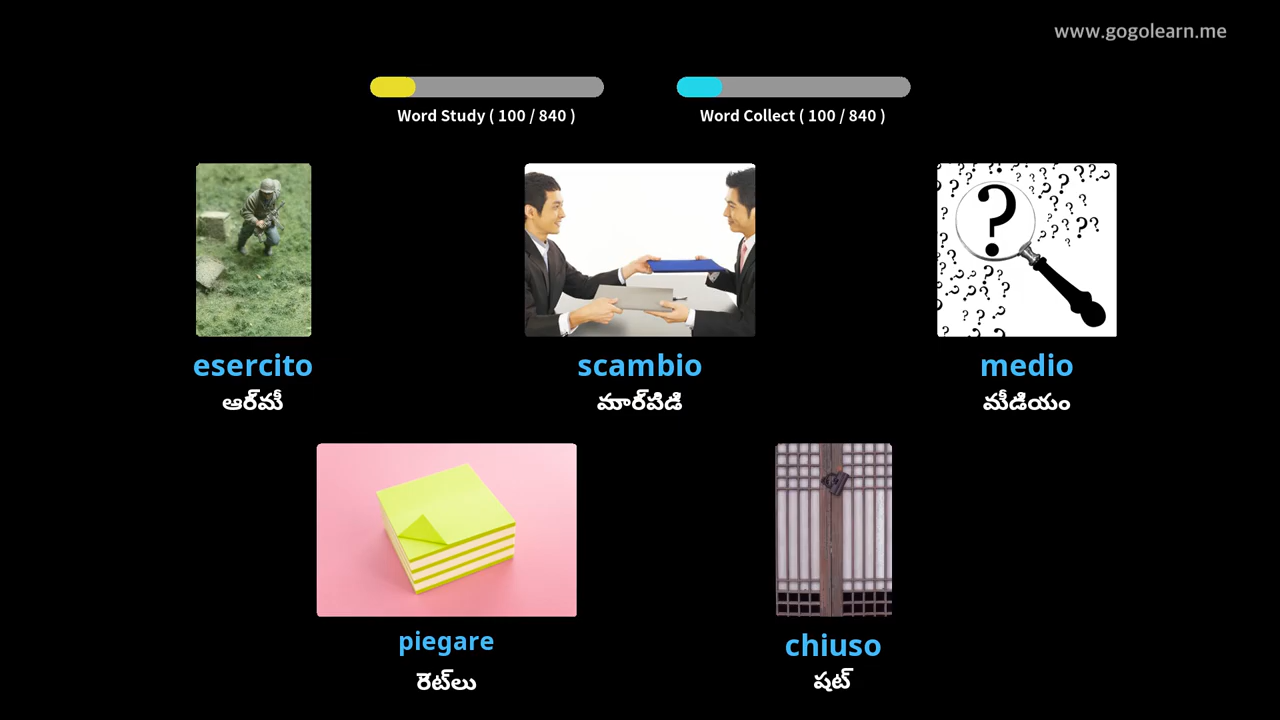 www.gogolearn.me
Word Study ( 100 / 840 )
Word Collect ( 100 / 840 )
esercito
ఆర్‌మీ
scambio
మార్‌పిడి
medio
మీడియం
piegare
రెట్‌లు
chiuso
షట్